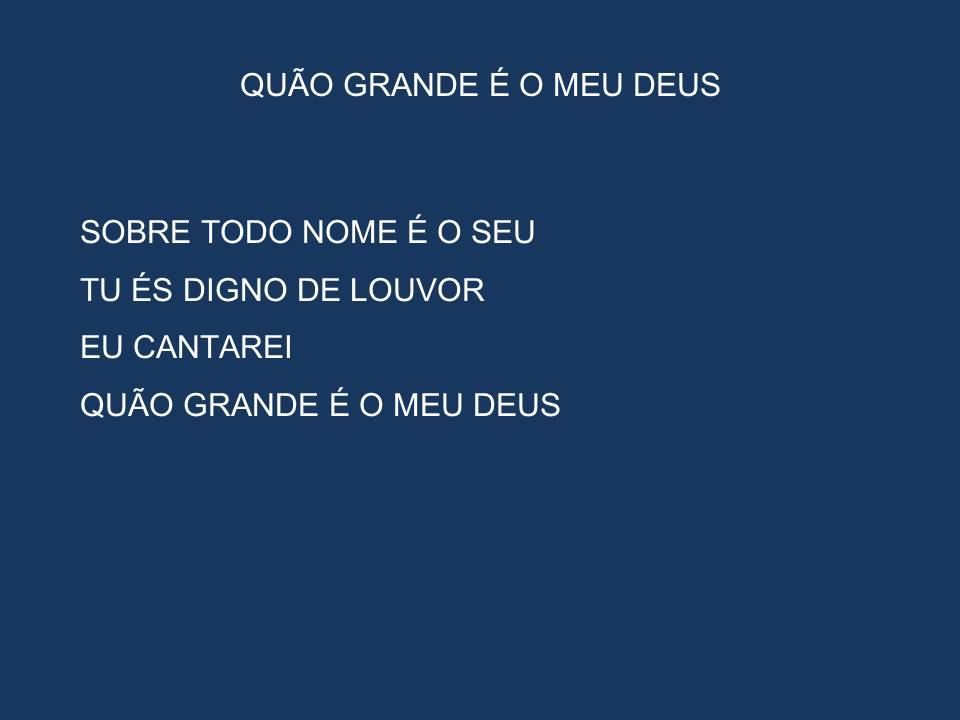 QUÃO GRANDE É O MEU DEUS
SOBRE TODO NOME É O SEU
TU ÉS DIGNO DE LOUVOR
EU CANTAREI
QUÃO GRANDE É O MEU DEUS